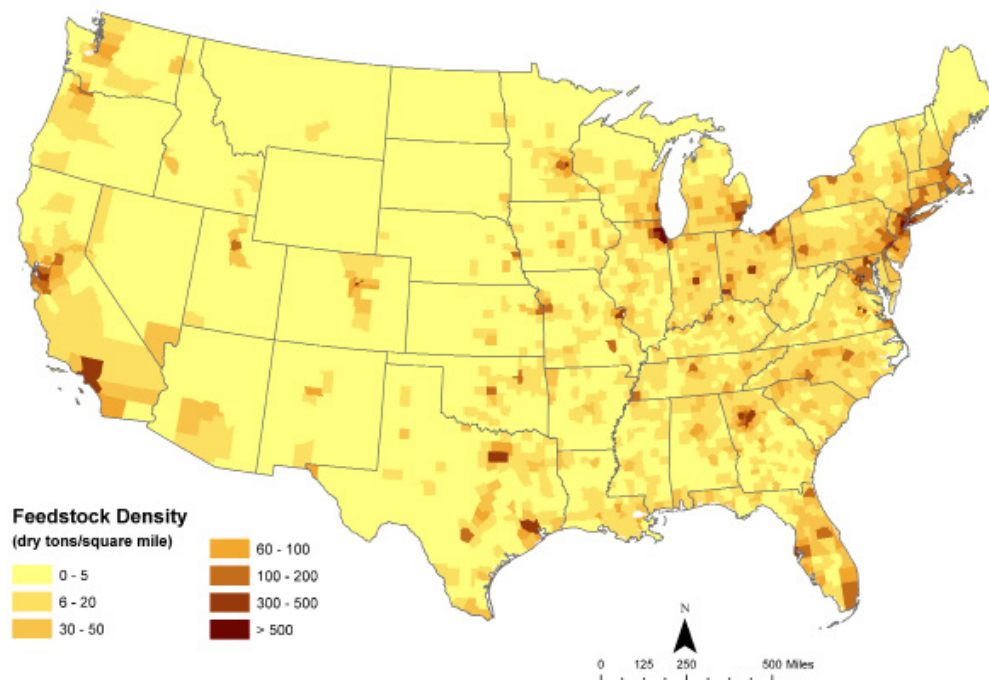 Feedstock Density
(dry tons/square mile)
0 - 5
6 - 20
30 - 50
60 - 100
100 - 200
300 - 500
> 500
N
0 125 250 500 Miles